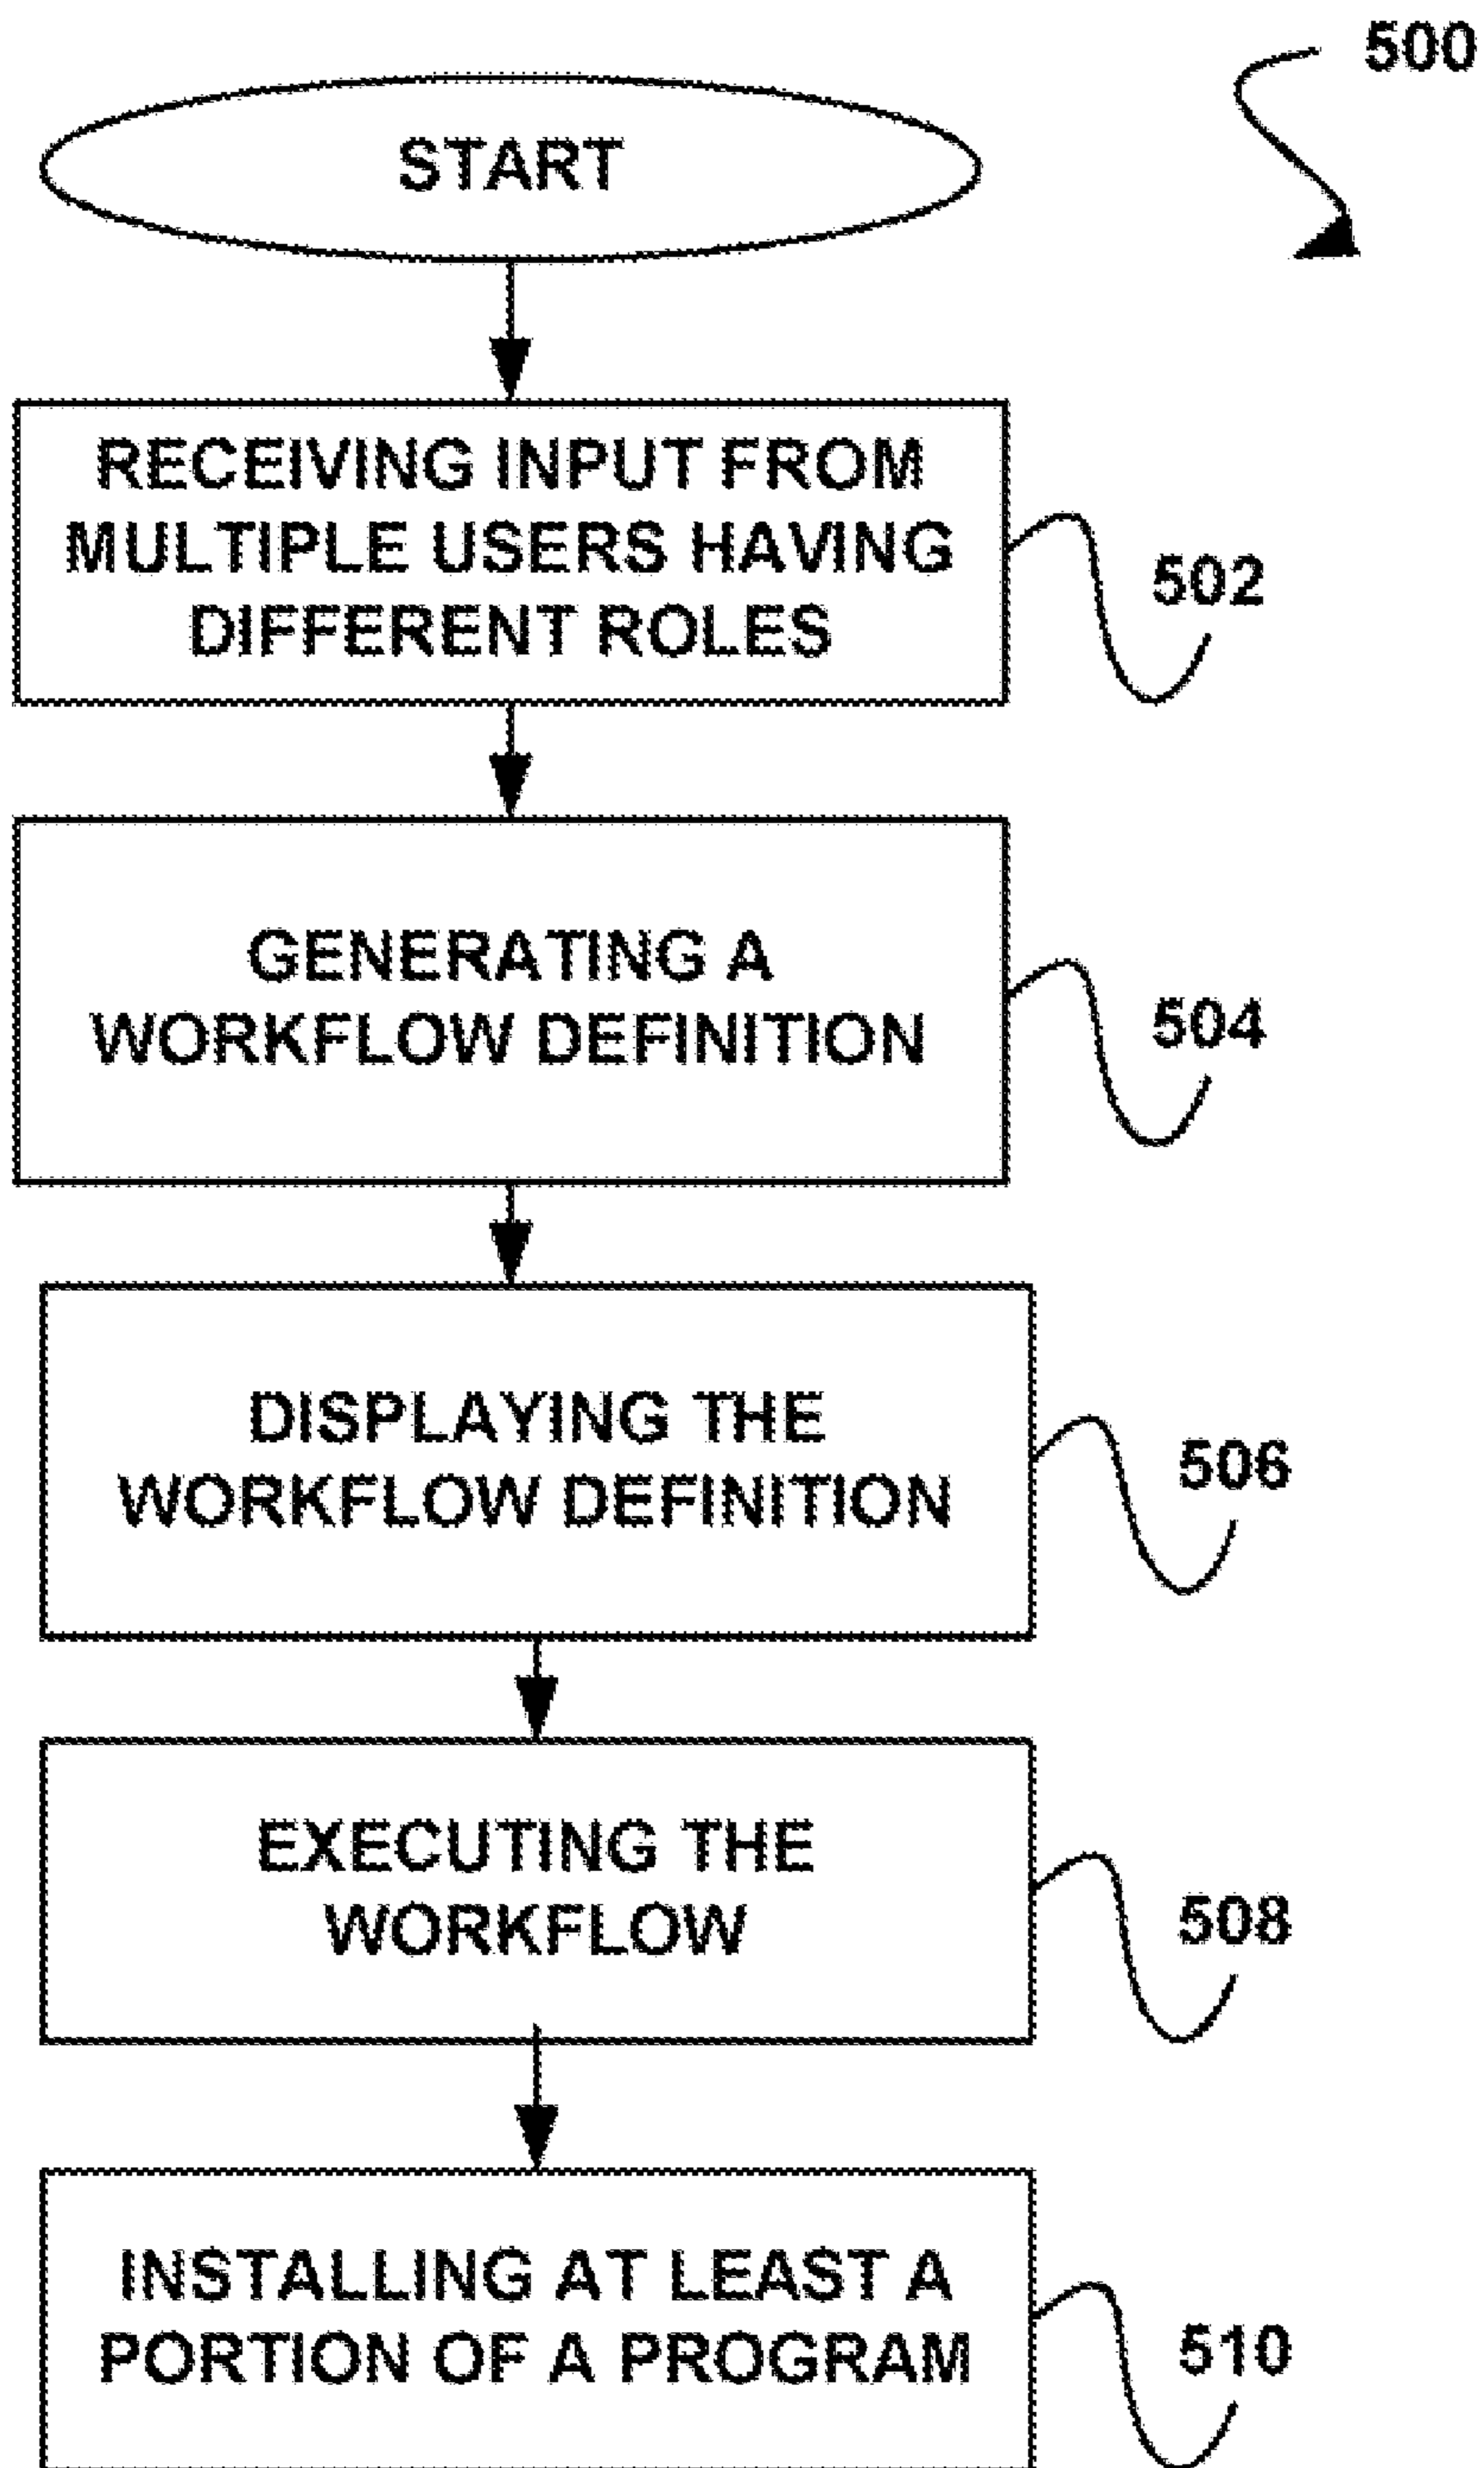 500
START
RECEIVING INPUT FROM
MULTIPLE USERS HAVING
DIFFERENT ROLES
502
GENERATING A
WORKFLOW DEFINITION
504
DISPLAYING THE
WORKFLOW DEFINITION
506
EXECUTING THE
WORKFLOW
508
INSTALLING AT LEAST A
PORTION OF A PROGRAM
510